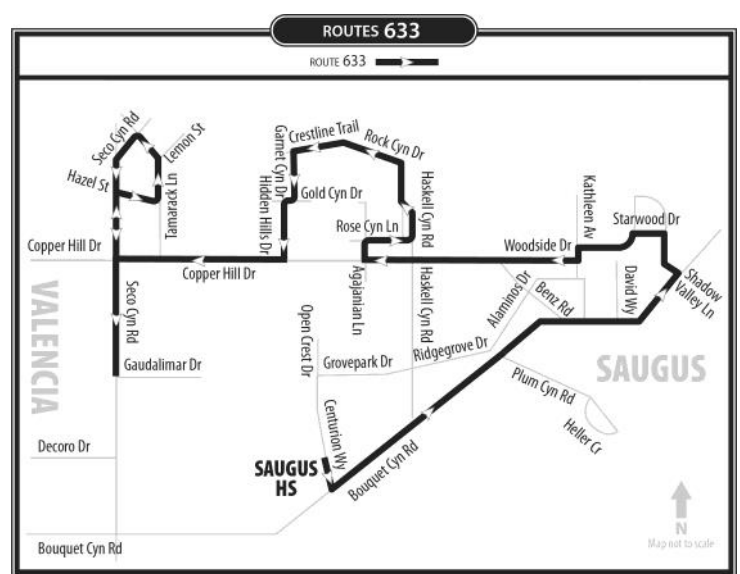 ROUTES 633
ROUTE 633
Seco Cyn Rd
Lemon St
Hazel St
Tamarack Ln
Garnet Cyn Dr
Crestline Trail
Rock Cyn Dr
Hidden Hills Dr
Gold Cyn Dr
Haskell Cyn Rd
Rose Cyn Ln
Kathleen Av
Starwood Dr
Copper Hill Dr
Copper Hill Dr
Woodside Dr
Agajanian Ln
Haskell Cyn Rd
Alaminos Dr
Benz Rd
David Wy
Shadow
Valley Ln
VALENCIA
Seco Cyn Rd
Open Crest Dr
Gaudalimar Dr
Grovepark Dr
Ridgegrove Dr
SAUGUS
Plum Cyn Rd
Heller Cr
Decoro Dr
Centurion Wy
SAUGUS
HS
Bouquet Cyn Rd
Bouquet Cyn Rd
N
Map not to scale